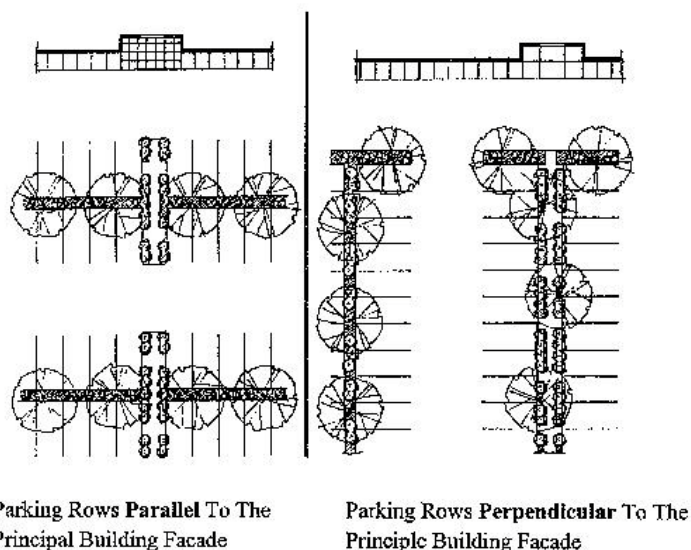 Parking Rows Parallel To The
Principal Building Facade
Parking Rows Perpendicular To The
Principle Building Facade